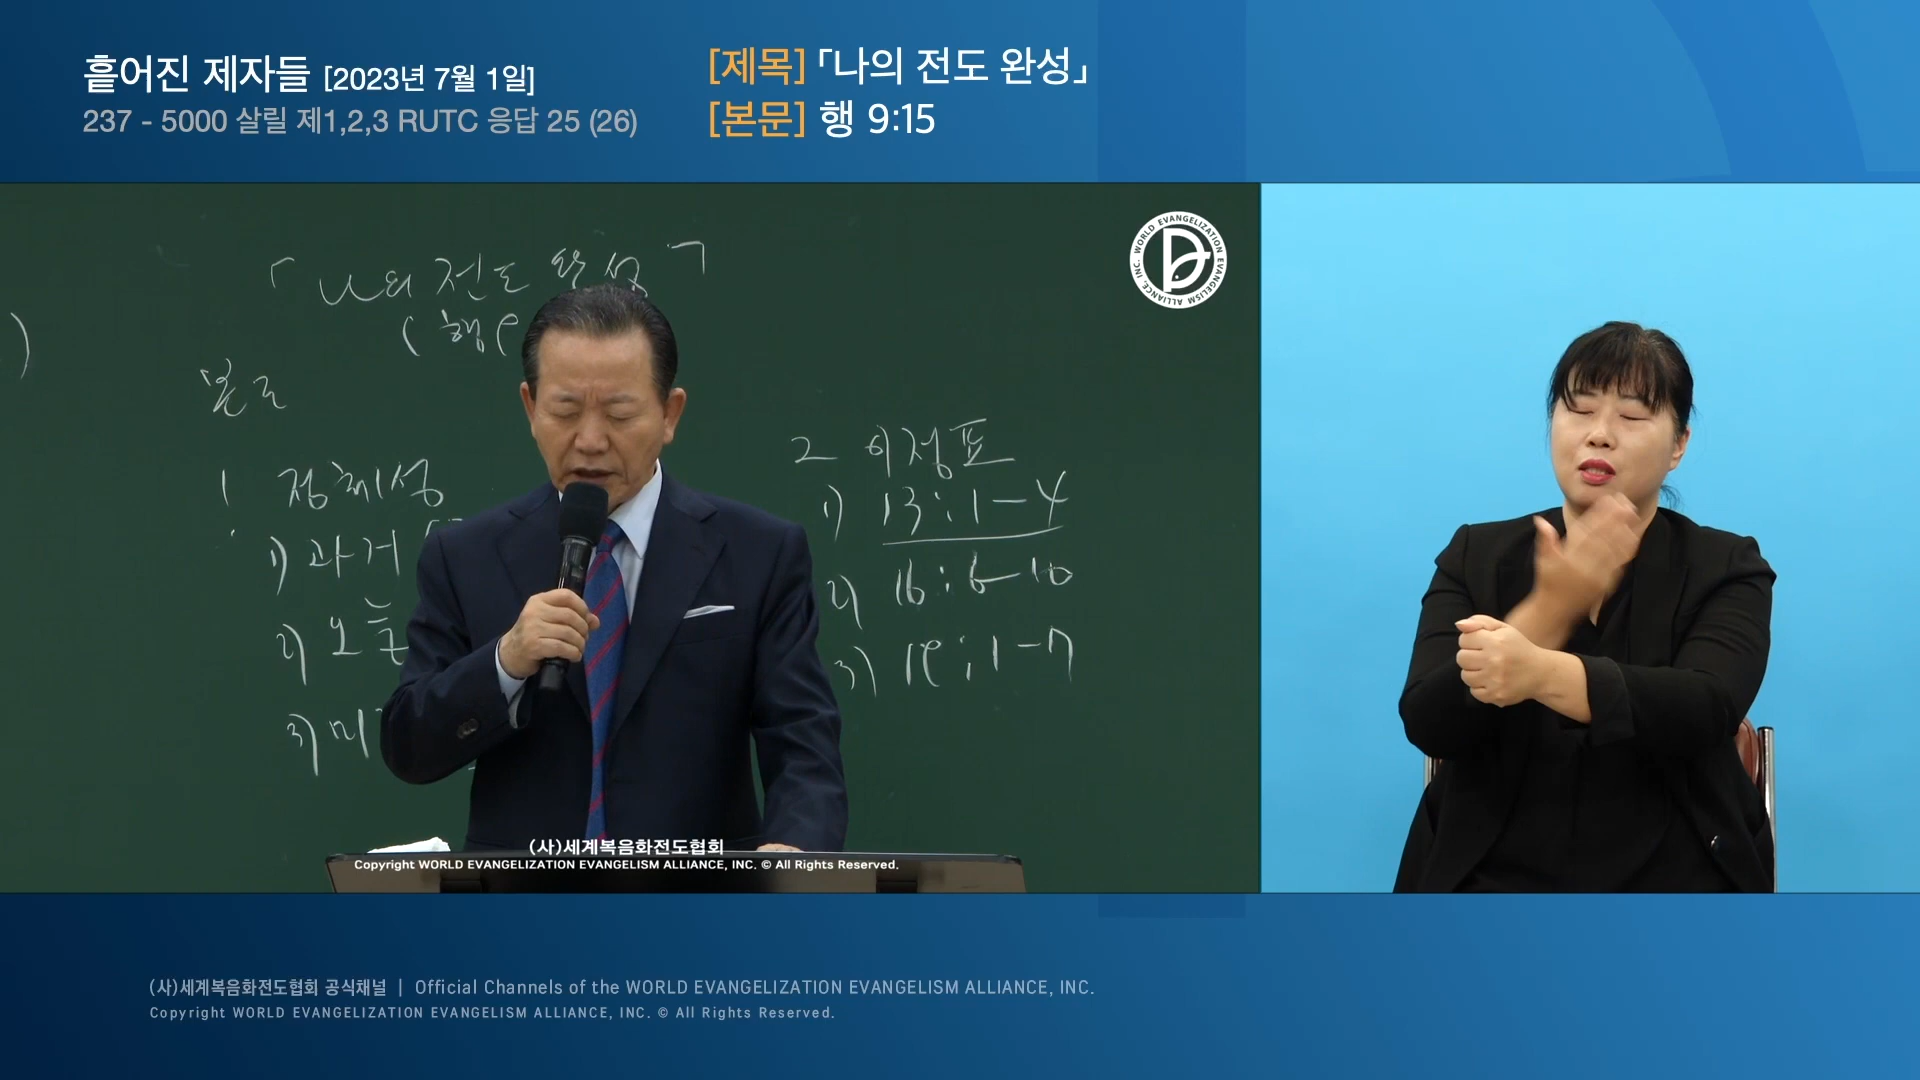 흩어진 제자들 [2023년 7월 1일]
237 - 5000 살릴 제1,2,3 RUTC 응답 25 (26)
[제목] 「나의 전도 완성」
[본문] 행 9:15
「나의 전도 완성」
(행9
본론
1 정체성
1) 과거
2) 오늘
3) 미
2 이정표
1) 13:1-4
2) 16:6-10
3) 19:1-7
WORLD EVANGELIZATION EVANGELISM ALLIANCE, INC.
(사)세계복음화전도협회
Copyright WORLD EVANGELIZATION EVANGELISM ALLIANCE, INC. © All Rights Reserved.
(사)세계복음화전도협회 공식채널 | Official Channels of the WORLD EVANGELIZATION EVANGELISM ALLIANCE, INC.
Copyright WORLD EVANGELIZATION EVANGELISM ALLIANCE, INC. © All Rights Reserved.